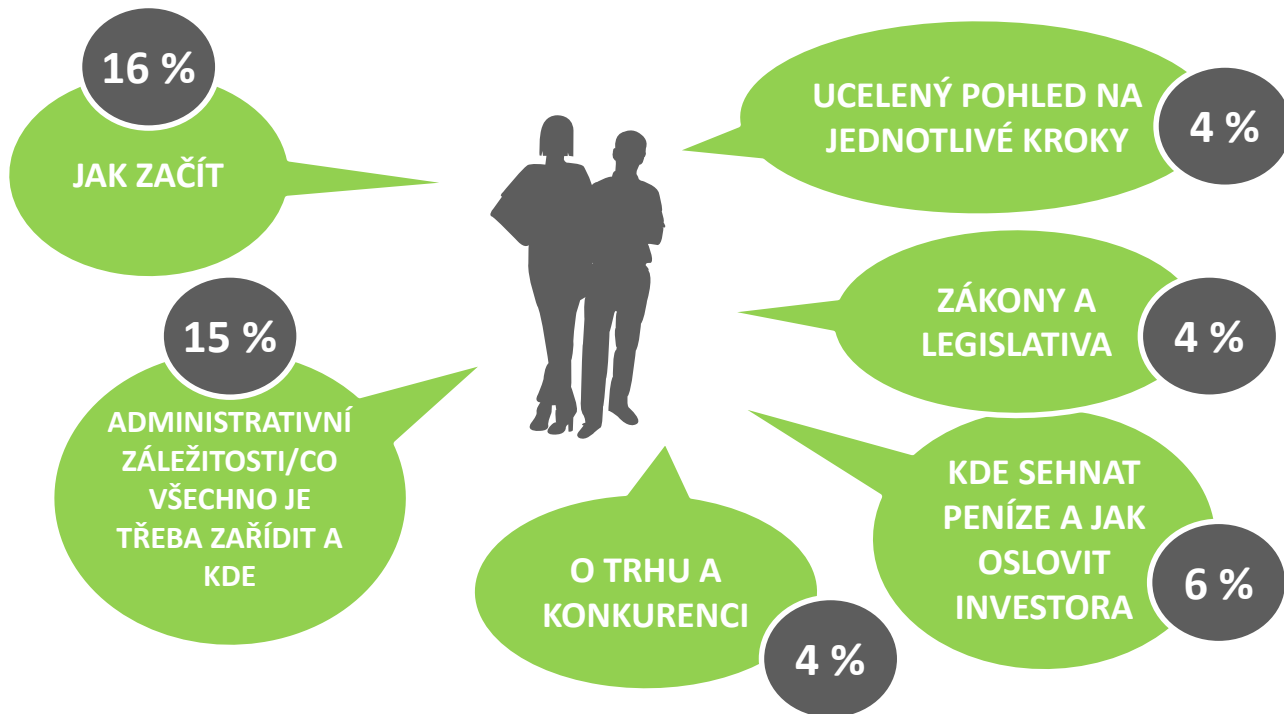 16 %
JAK ZAČÍT
UCELENÝ POHLED NA
JEDNOTLIVÉ KROKY
4 %
15 %
ADMINISTRATIVNÍ
ZÁLEŽITOSTI/CO
VŠECHNO JE
TŘEBA ZAŘÍDIT A
KDE
ZÁKONY A
LEGISLATIVA
4 %
O TRHU A
KONKURENCI
4 %
KDE SEHNAT
PENÍZE A JAK
OSLOVIT
INVESTORA
6 %